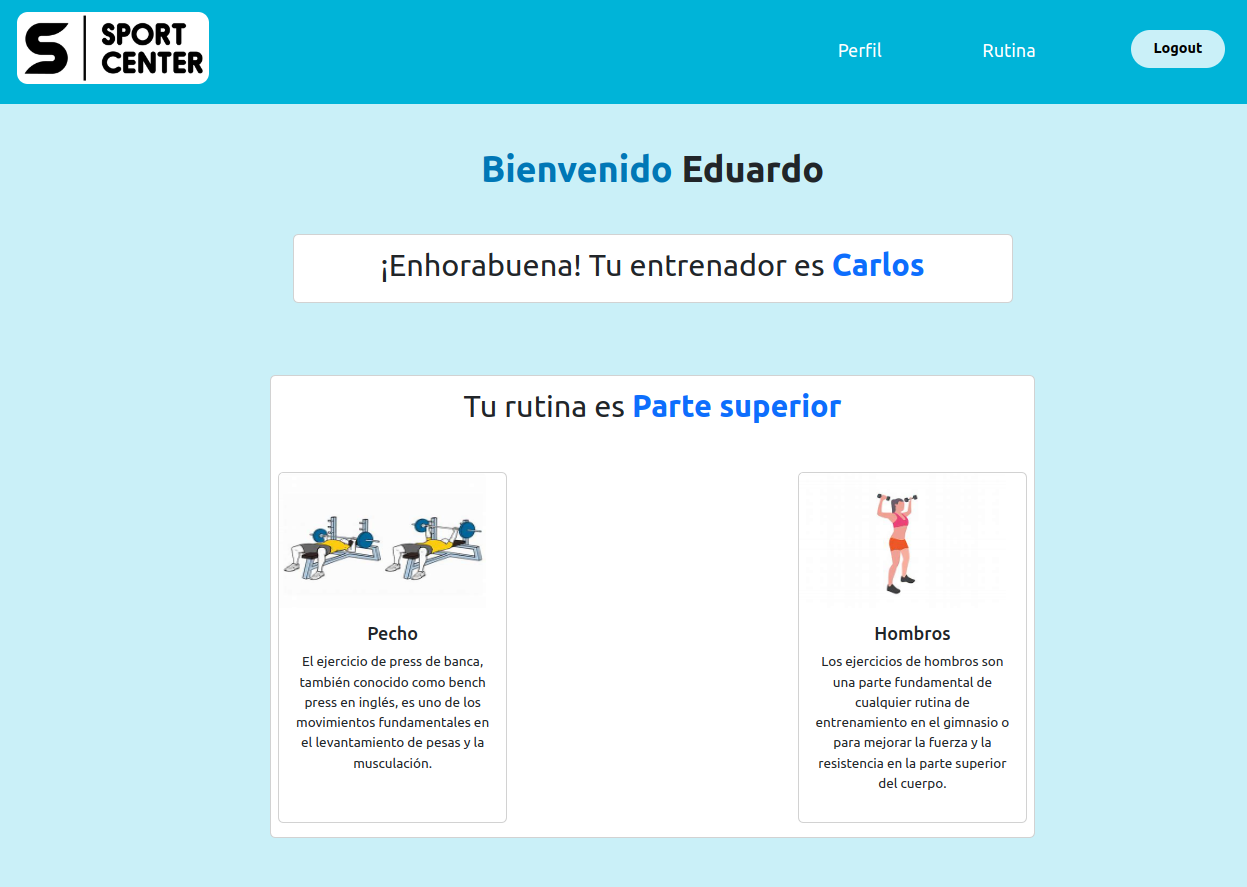 SPORT
CENTER
Perfil
Rutina
Logout
Bienvenido Eduardo
¡Enhorabuena! Tu entrenador es Carlos
Tu rutina es Parte superior
Pecho
El ejercicio de press de banca,
también conocido como bench
press en inglés, es uno de los
movimientos fundamentales en
el levantamiento de pesas y la
musculación.
Hombros
Los ejercicios de hombros son
una parte fundamental de
cualquier rutina de
entrenamiento en el gimnasio o
para mejorar la fuerza y la
resistencia en la parte superior
del cuerpo.